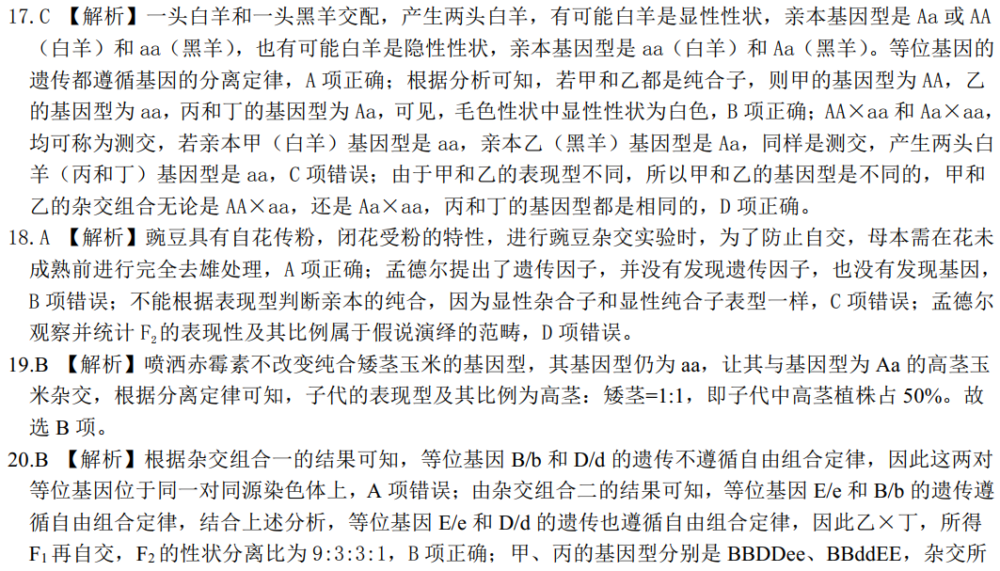 17. C 【解析】一头白羊和一头黑羊交配，产生两头白羊，有可能白羊是显性性状，亲本基因型是 Aa 或 AA
（白羊）和 aa（黑羊），也有可能白羊是隐性性状，亲本基因型是 aa（白羊）和 Aa（黑羊）。等位基因的
遗传都遵循基因的分离定律，A 项正确；根据分析可知，若甲和乙都是纯合子，则甲的基因型为 AA，乙
的基因型为 aa，丙和丁的基因型为 Aa，可见，毛色性状中显性性状为白色，B 项正确；AA×aa 和 Aa×aa，
均可称为测交，若亲本甲（白羊）基因型是 aa，亲本乙（黑羊）基因型是 Aa，同样是测交，产生两头白
羊（丙和丁）基因型是 aa，C 项错误；由于甲和乙的表现型不同，所以甲和乙的基因型是不同的，甲和
乙的杂交组合无论是 AA×aa，还是 Aa×aa，丙和丁的基因型都是相同的，D 项正确。
18. A 【解析】豌豆具有自花传粉，闭花受粉的特性，进行豌豆杂交实验时，为了防止自交，母本需在花未
成熟前进行完全去雄处理，A 项正确；孟德尔提出了遗传因子，并没有发现遗传因子，也没有发现基因，
B 项错误；不能根据表现型判断亲本的纯合，因为显性杂合子和显性纯合子表型一样，C 项错误；孟德尔
观察并统计 F₂的表现性及其比例属于假说演绎的范畴，D 项错误。
19.B 【解析】喷洒赤霉素不改变纯合矮茎玉米的基因型，其基因型仍为 aa，让其与基因型为 Aa 的高茎玉
米杂交，根据分离定律可知，子代的表现型及其比例为高茎：矮茎=1:1，即子代中高茎植株占 50%。故
选 B 项。
20.B 【解析】根据杂交组合一的结果可知，等位基因 B/b 和 D/d 的遗传不遵循自由组合定律，因此这两对
等位基因位于同一对同源染色体上，A 项错误；由杂交组合二的结果可知，等位基因 E/e 和 B/b 的遗传遵
循自由组合定律，结合上述分析，等位基因 E/e 和 D/d 的遗传也遵循自由组合定律，因此乙×丁，所得
F₁再自交，F₂的性状分离比为 9:3:3:1，B 项正确；甲、丙的基因型分别是 BBDDee、BBddEE，杂交所